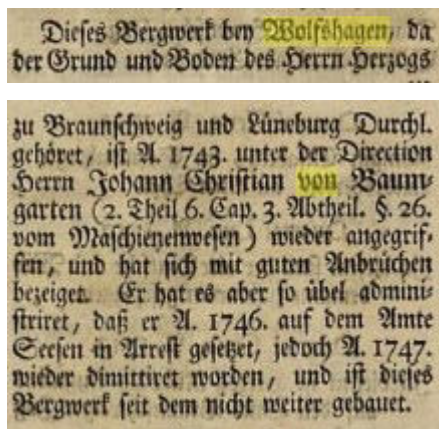 Dieses Bergwerk bey Wolfshagen, da
der Grund und Boden des Herrn Herzogs
zu Braunschweig und Lüneburg Durchl.
gehöret, ist A. 1743. unter der Direction
Herrn Johann Christian von Baum-
garten (2. Theil 6. Cap. 3. Abtheil. §. 26.
vom Maschienenwesen) wieder angegrif-
fen, und hat sich mit guten Anbrüchen
bezeiget. Er hat es aber so übel admini-
striret, daß er A. 1746. auf dem Amte
Seesen in Arrest gesetzet, jedoch A. 1747.
wieder dimittiret worden, und ist dieses
Bergwerk seit dem nicht weiter gebauet.